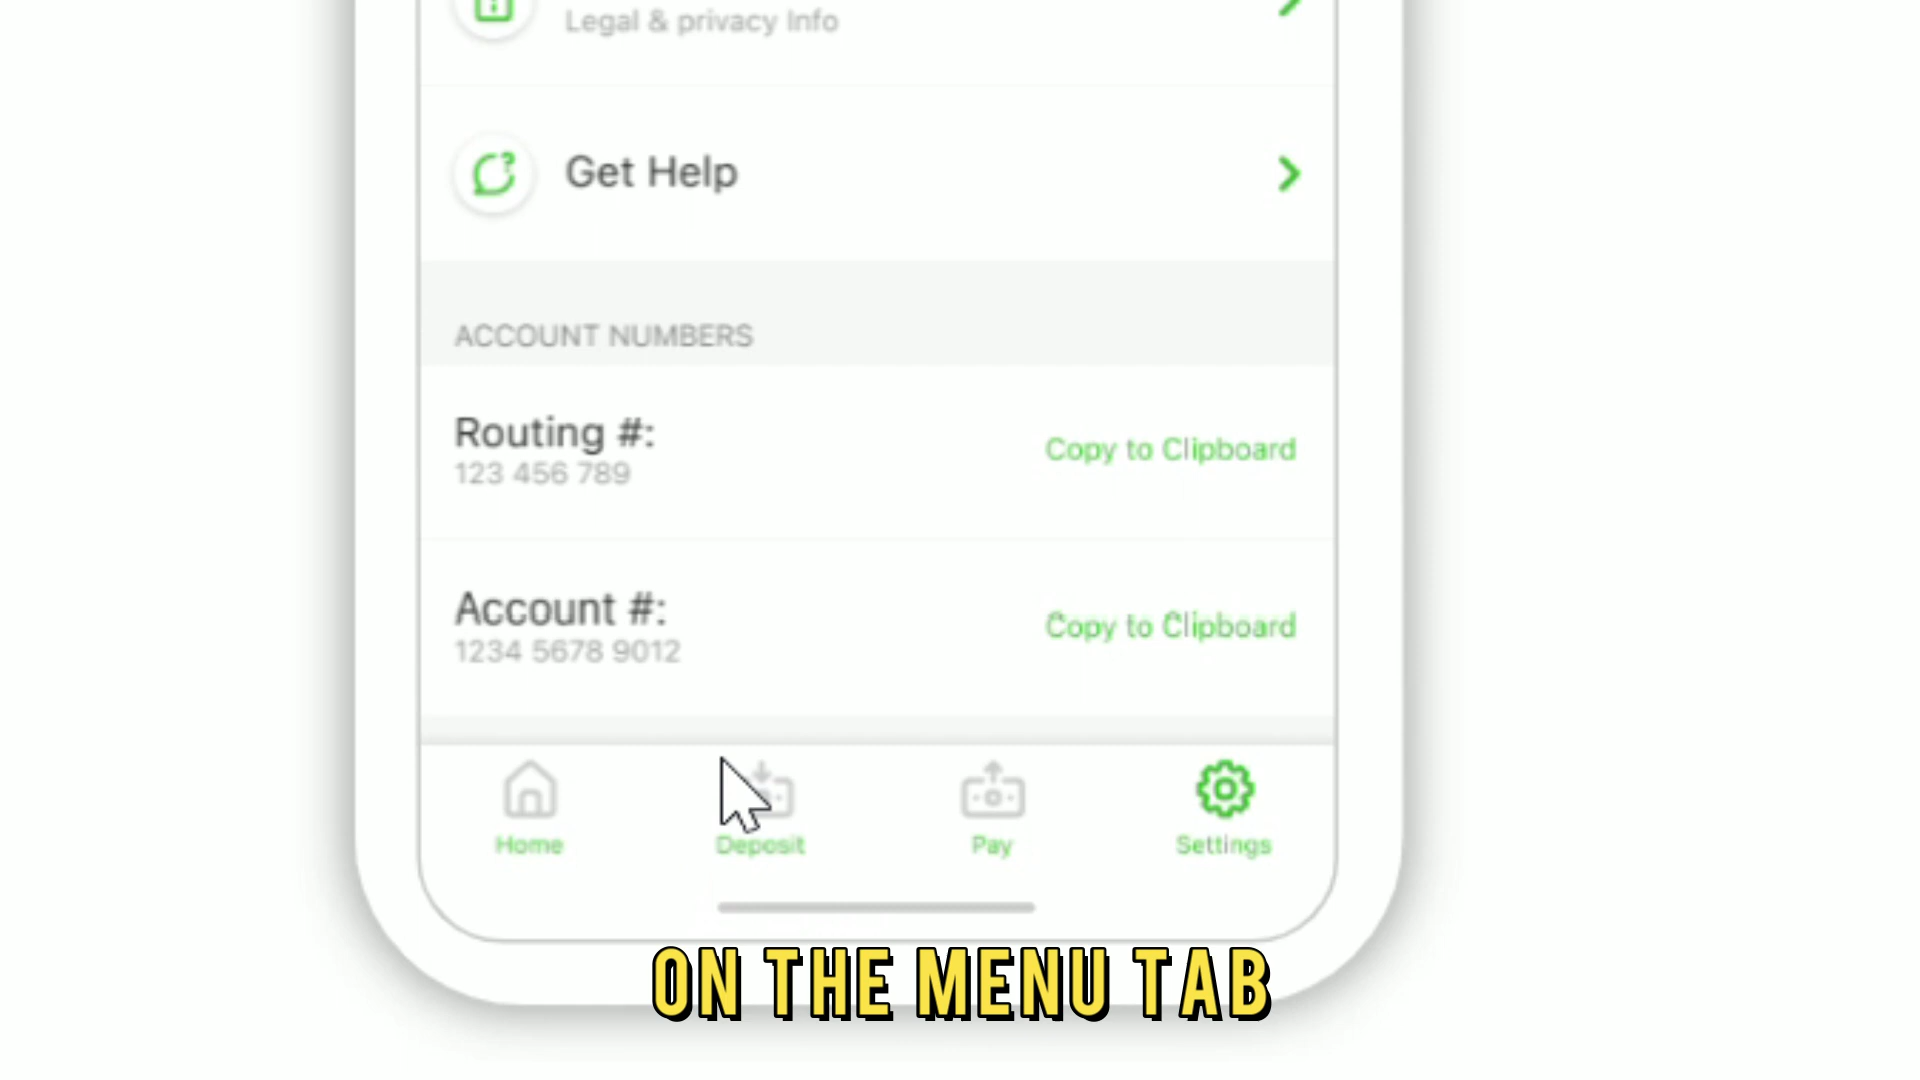 Legal & privacy Info
Get Help
ACCOUNT NUMBERS
Routing #:
123 456 789
Copy to Clipboard
Account #:
1234 5678 9012
Copy to Clipboard
Home
Deposit
Pay
Settings
ON THE MENU TAB